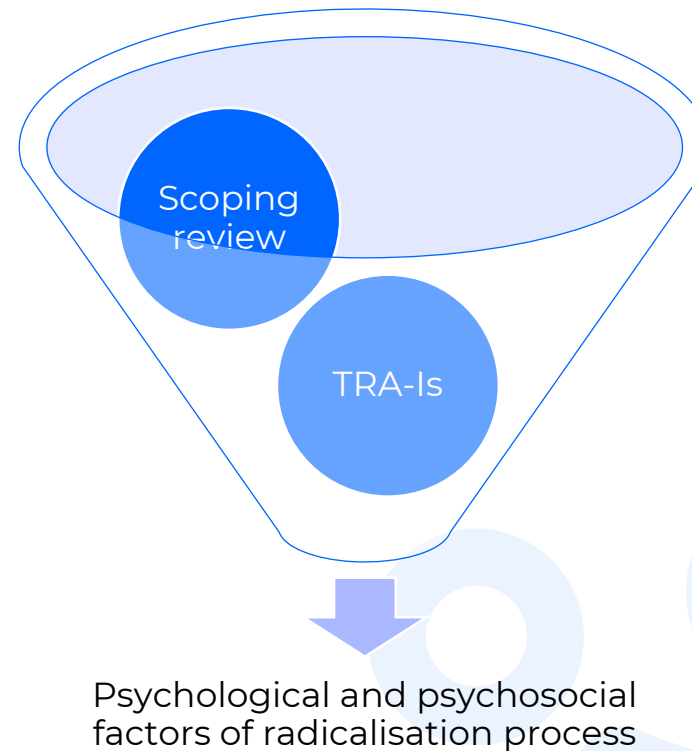 Scoping
review
TRA-Is
Psychological and psychosocial
factors of radicalisation process